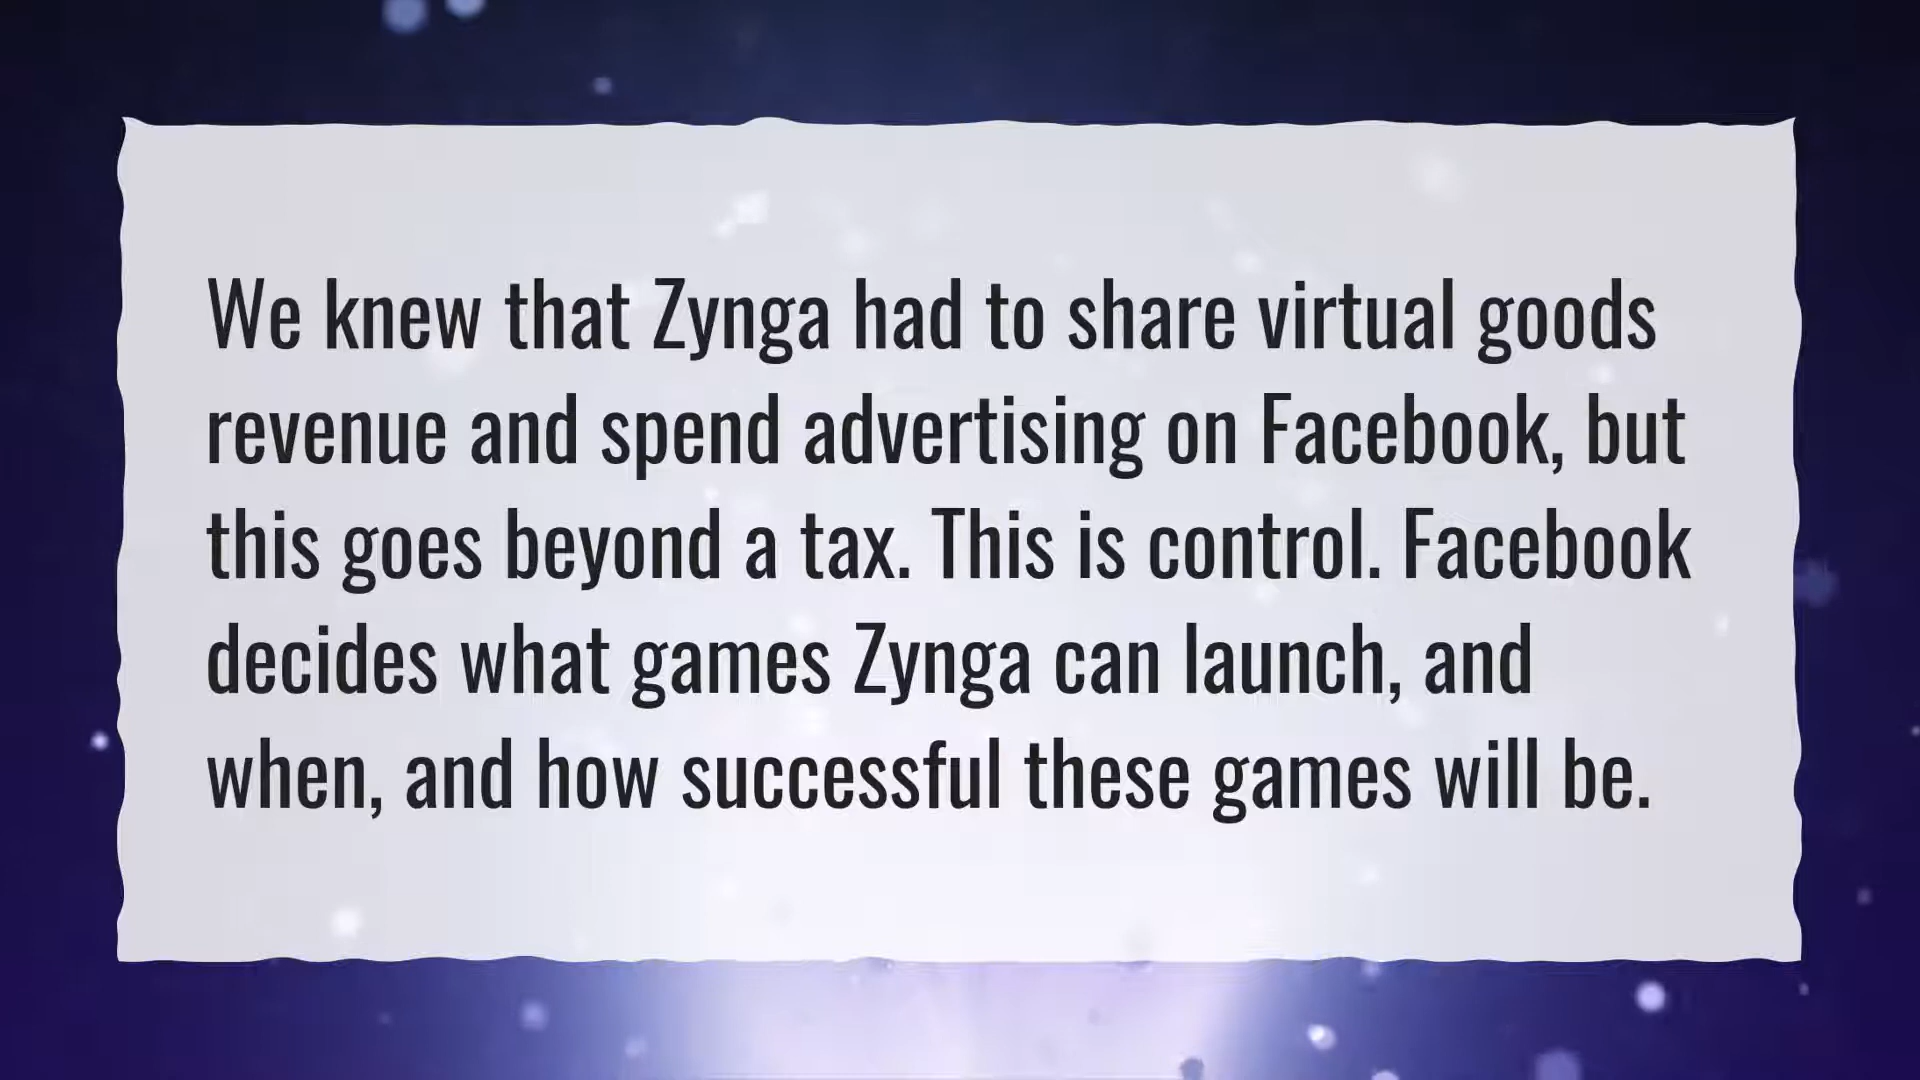 We knew that Zynga had to share virtual goods
revenue and spend advertising on Facebook, but
this goes beyond a tax. This is control. Facebook
decides what games Zynga can launch, and
when, and how successful these games will be.